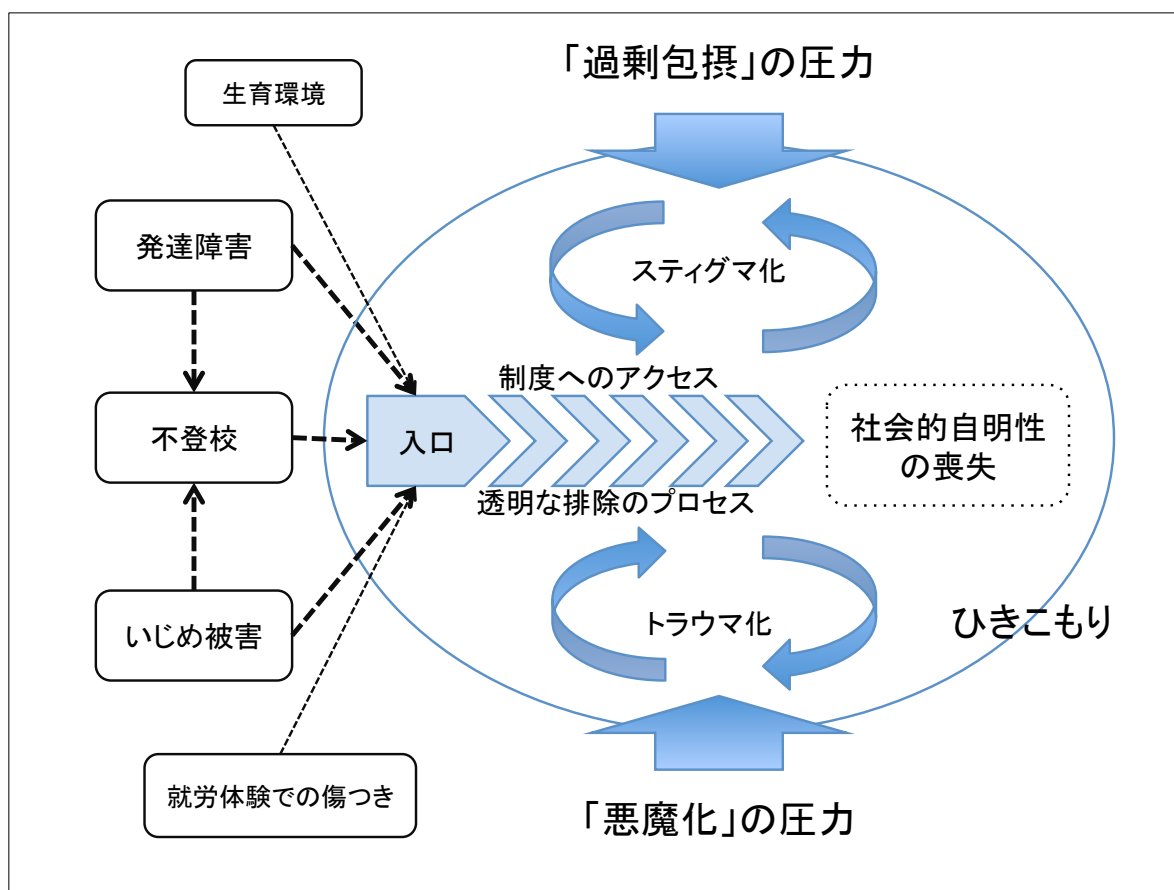 「過剰包摂」の圧力
生育環境
発達障害
スティグマ化
制度へのアクセス
不登校
入口
社会的自明性
の喪失
透明な排除のプロセス
いじめ被害
トラウマ化
ひきこもり
就労体験での傷つき
「悪魔化」の圧力